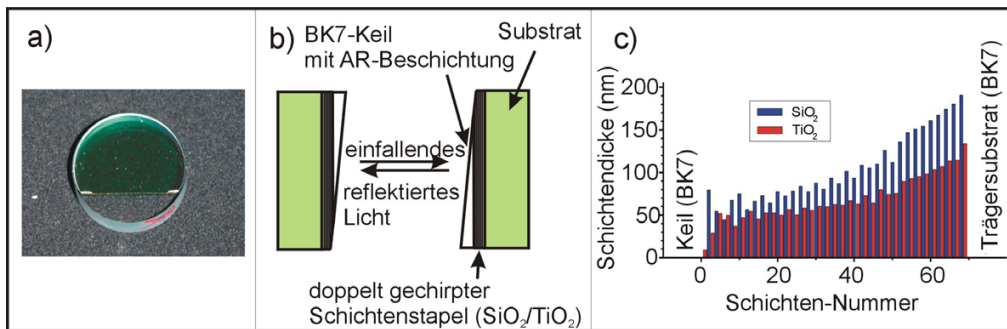 a)
b)
BK7-Keil
mit AR-Beschichtung
Substrat
einfallendes
reflektiertes
Licht
doppelt gechirpter
Schichtenstapel (SiO₂/TiO₂)
c)
Schichtendicke (nm)
200
150
100
50
0
Keil (BK7)
SiO₂
TiO₂
Trägersubstrat (BK7)
0
20
40
60
Schichten-Nummer